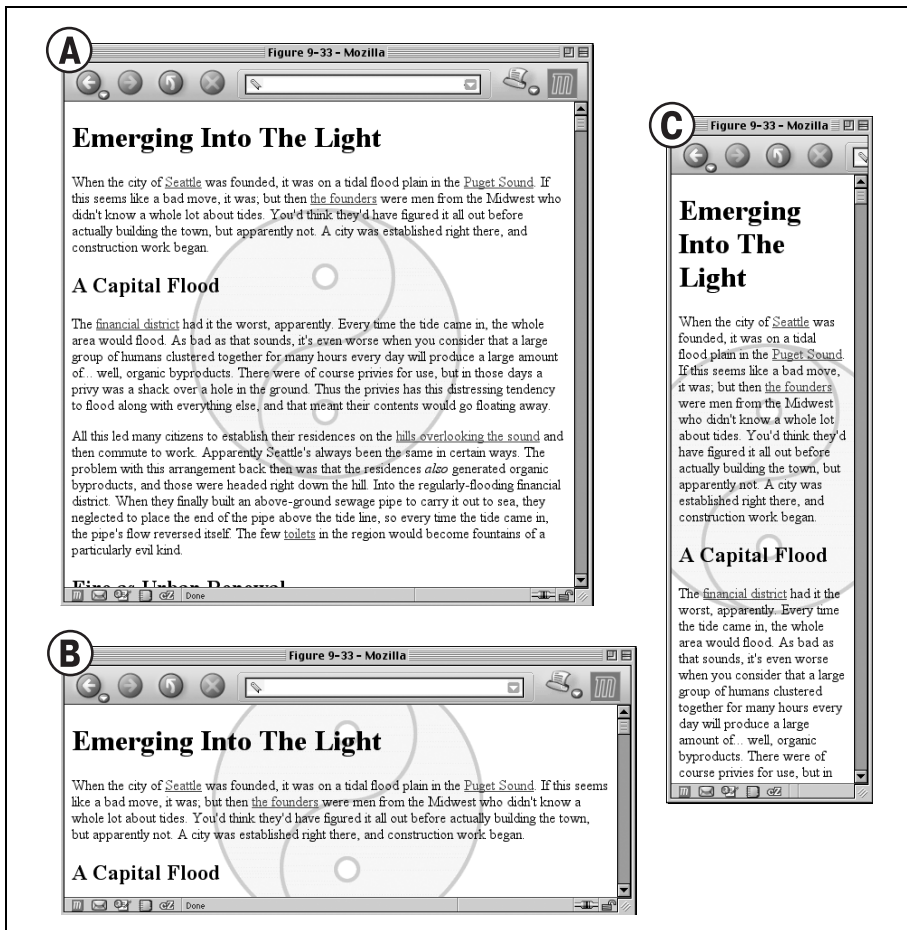 A
Figure 9-33 - Mozilla
Emerging Into The Light
When the city of Seattle was founded, it was on a tidal flood plain in the Puget Sound. If
this seems like a bad move, it was; but then the founders were men from the Midwest who
didn't know a whole lot about tides. You'd think they'd have figured it all out before
actually building the town, but apparently not. A city was established right there, and
construction work began.
A Capital Flood
The financial district had it the worst, apparently. Every time the tide came in, the whole
area would flood. As bad as that sounds, it's even worse when you consider that a large
group of humans clustered together for many hours every day will produce a large amount
of... well, organic byproducts. There were of course privies for use, but in those days a
privy was a shack over a hole in the ground. Thus the privies has this distressing tendency
to flood along with everything else, and that meant their contents would go floating away.
All this led many citizens to establish their residences on the hills overlooking the sound and
then commute to work. Apparently Seattle's always been the same in certain ways. The
problem with this arrangement back then was that the residences also generated organic
byproducts, and those were headed right down the hill. Into the regularly-flooding financial
district. When they finally built an above-ground sewage pipe to carry it out to sea, they
neglected to place the end of the pipe above the tide line, so every time the tide came in,
the pipe's flow reversed itself. The few toilets in the region would become fountains of a
particularly evil kind.
Fire as Urban Renewal
Done
B
Figure 9-33 - Mozilla
Emerging Into The Light
When the city of Seattle was founded, it was on a tidal flood plain in the Puget Sound. If this seems
like a bad move, it was; but then the founders were men from the Midwest who didn't know a
whole lot about tides. You'd think they'd have figured it all out before actually building the town,
but apparently not. A city was established right there, and construction work began.
A Capital Flood
Done
C
Figure 9-33 - Mozilla
Emerging
Into The
Light
When the city of Seattle was
founded, it was on a tidal
flood plain in the Puget Sound.
If this seems like a bad move,
it was; but then the founders
were men from the Midwest
who didn't know a whole lot
about tides. You'd think they'd
have figured it all out before
actually building the town, but
apparently not. A city was
established right there, and
construction work began.
A Capital Flood
The financial district had it the
worst, apparently. Every time
the tide came in, the whole
area would flood. As bad as
that sounds, it's even worse
when you consider that a large
group of humans clustered
together for many hours every
day will produce a large
amount of... well, organic
byproducts. There were of
course privies for use, but in